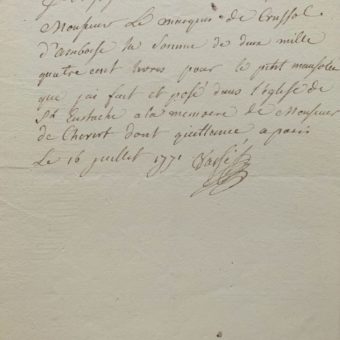 Monsieur Le marquis de Crussol
d'amboise la somme de deux mille
quatre cent livres pour le petit mausolée
que j'ai fait et posé dans l'église de
St Eustache a la memoire de Monsieur
de Chevert dont quittance a paris
Le 16 juillet 1771 Vassé